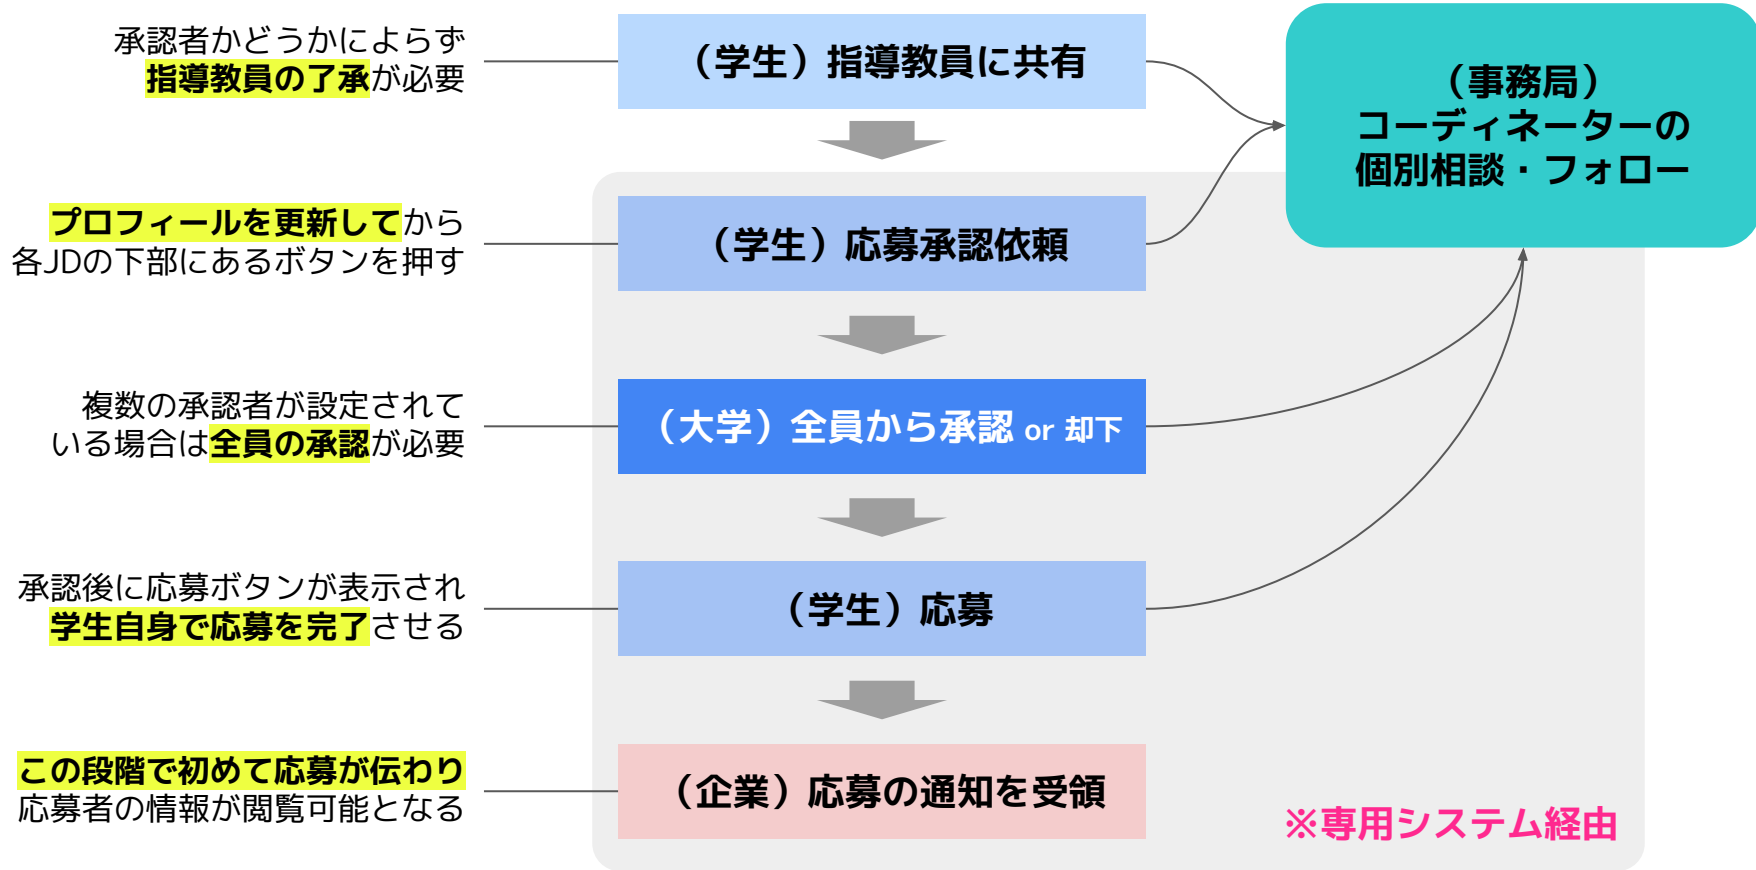 承認者かどうかによらず
指導教員の了承が必要
（学生）指導教員に共有
（事務局）
コーディネーターの
個別相談・フォロー
プロフィールを更新してから
各JDの下部にあるボタンを押す
（学生）応募承認依頼
複数の承認者が設定されて
いる場合は全員の承認が必要
（大学）全員から承認 or 却下
承認後に応募ボタンが表示され
学生自身で応募を完了させる
（学生）応募
この段階で初めて応募が伝わり
応募者の情報が閲覧可能となる
（企業）応募の通知を受領
※専用システム経由